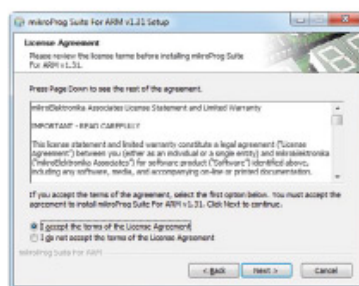 mikroProg Suite For ARM v1.31 Setup
License Agreement
Please review the license terms before installing mikroProg Suite
For ARM v1.31.
Press Page Down to see the rest of the agreement.
mikroElektronika Associates License Statement and Limited Warranty
IMPORTANT - READ CAREFULLY
This license statement and limited warranty constitute a legal agreement ("License
Agreement") between you (either as an individual or a single entity) and mikroElektronika
("mikroElektronika Associates") for software product ("Software") identified above,
including any software, media, and accompanying on-line or printed documentation.
If you accept the terms of the agreement, select the first option below. You must accept the
agreement to install mikroProg Suite For ARM v1.31. Click Next to continue.
I accept the terms of the License Agreement
I do not accept the terms of the License Agreement
mikroProg Suite For ARM
< Back Next > Cancel